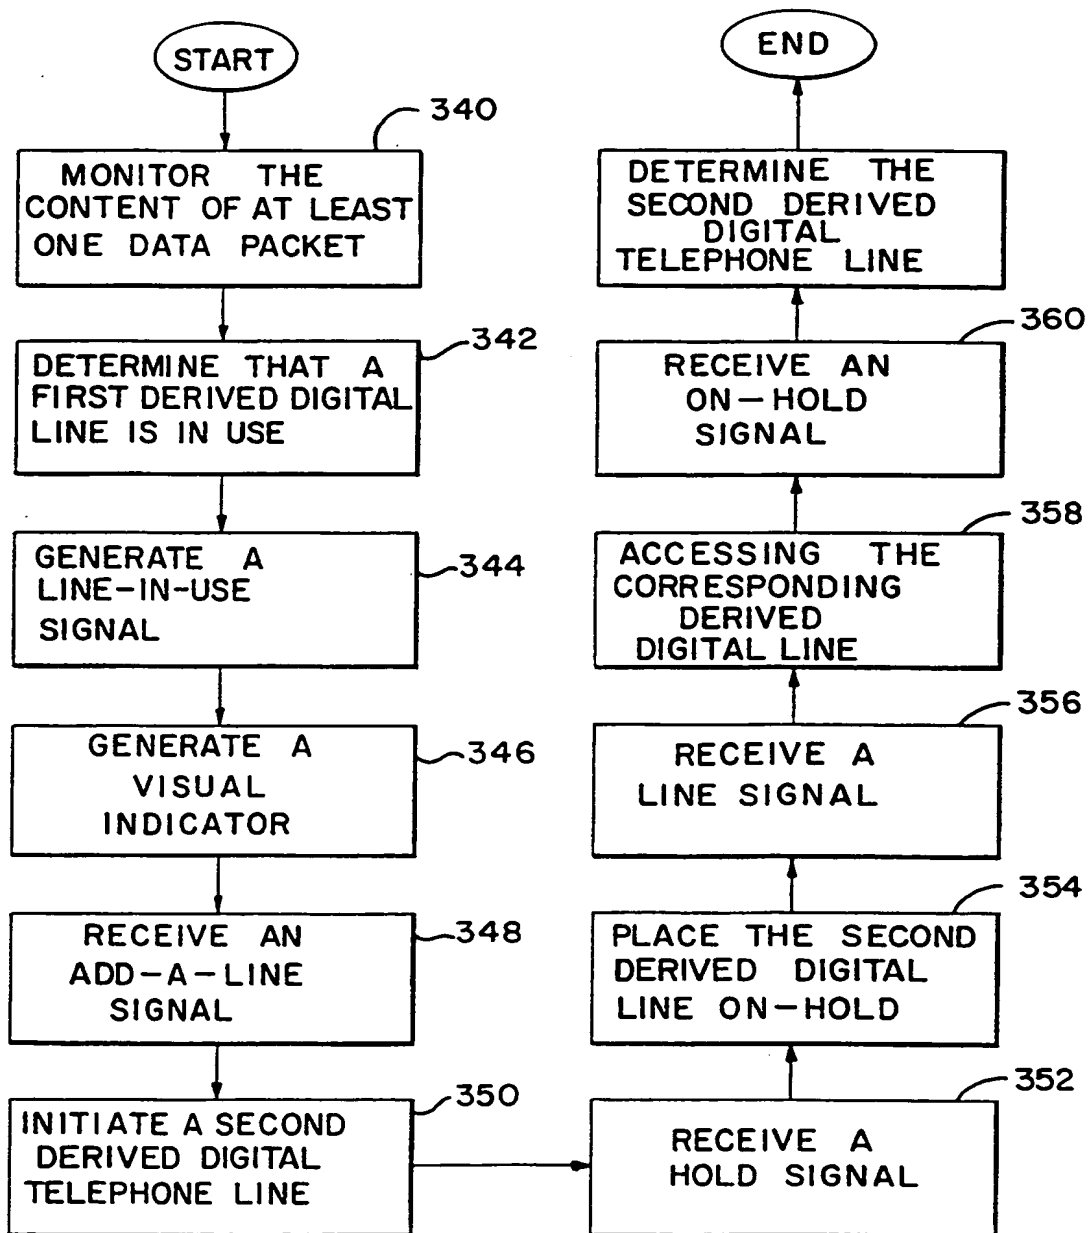 START
340
MONITOR THE
CONTENT OF AT LEAST
ONE DATA PACKET
342
DETERMINE THAT A
FIRST DERIVED DIGITAL
LINE IS IN USE
344
GENERATE A
LINE-IN-USE
SIGNAL
346
GENERATE A
VISUAL
INDICATOR
348
RECEIVE AN
ADD-A-LINE
SIGNAL
350
INITIATE A SECOND
DERIVED DIGITAL
TELEPHONE LINE
352
RECEIVE A
HOLD SIGNAL
354
PLACE THE SECOND
DERIVED DIGITAL
LINE ON-HOLD
356
RECEIVE A
LINE SIGNAL
358
ACCESSING THE
CORRESPONDING
DERIVED
DIGITAL LINE
360
RECEIVE AN
ON-HOLD
SIGNAL
DETERMINE THE
SECOND DERIVED
DIGITAL
TELEPHONE LINE
END